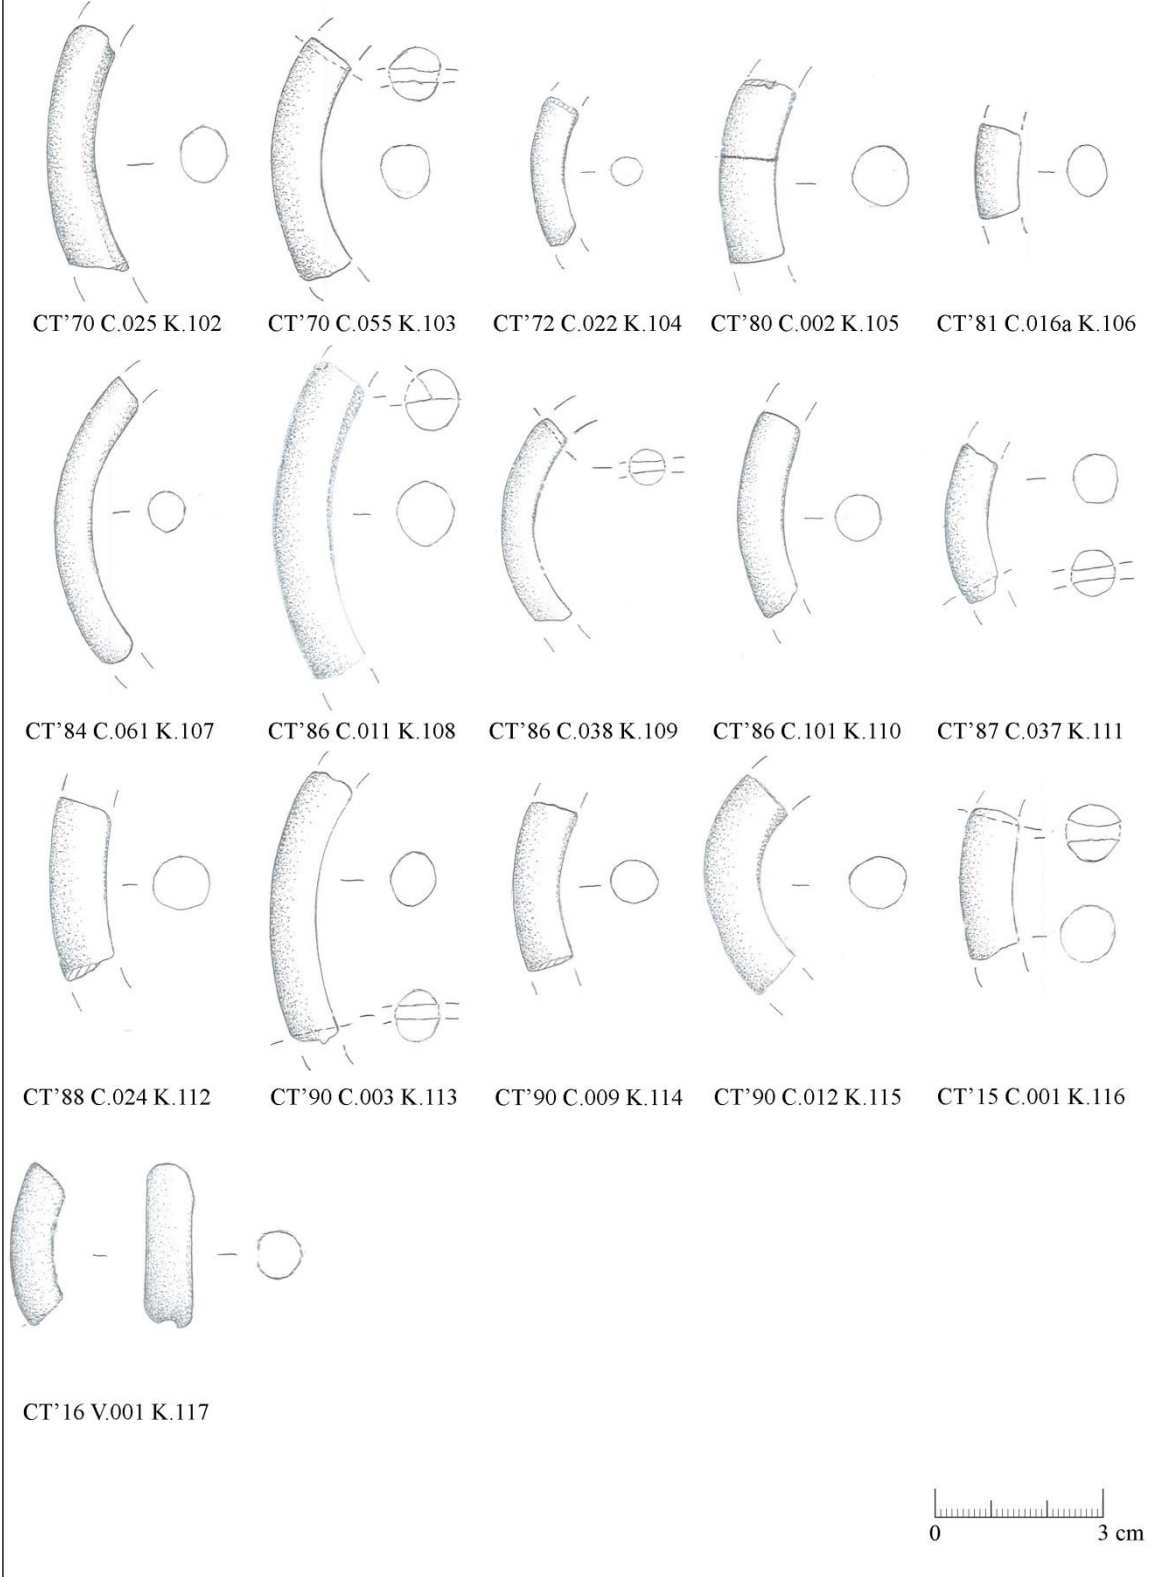 CT’70 C.025 K.102 CT’70 C.055 K.103 CT’72 C.022 K.104 CT’80 C.002 K.105 CT’81 C.016a K.106
CT’84 C.061 K.107 CT’86 C.011 K.108 CT’86 C.038 K.109 CT’86 C.101 K.110 CT’87 C.037 K.111
CT’88 C.024 K.112 CT’90 C.003 K.113 CT’90 C.009 K.114 CT’90 C.012 K.115 CT’15 C.001 K.116
CT’16 V.001 K.117
0 3 cm